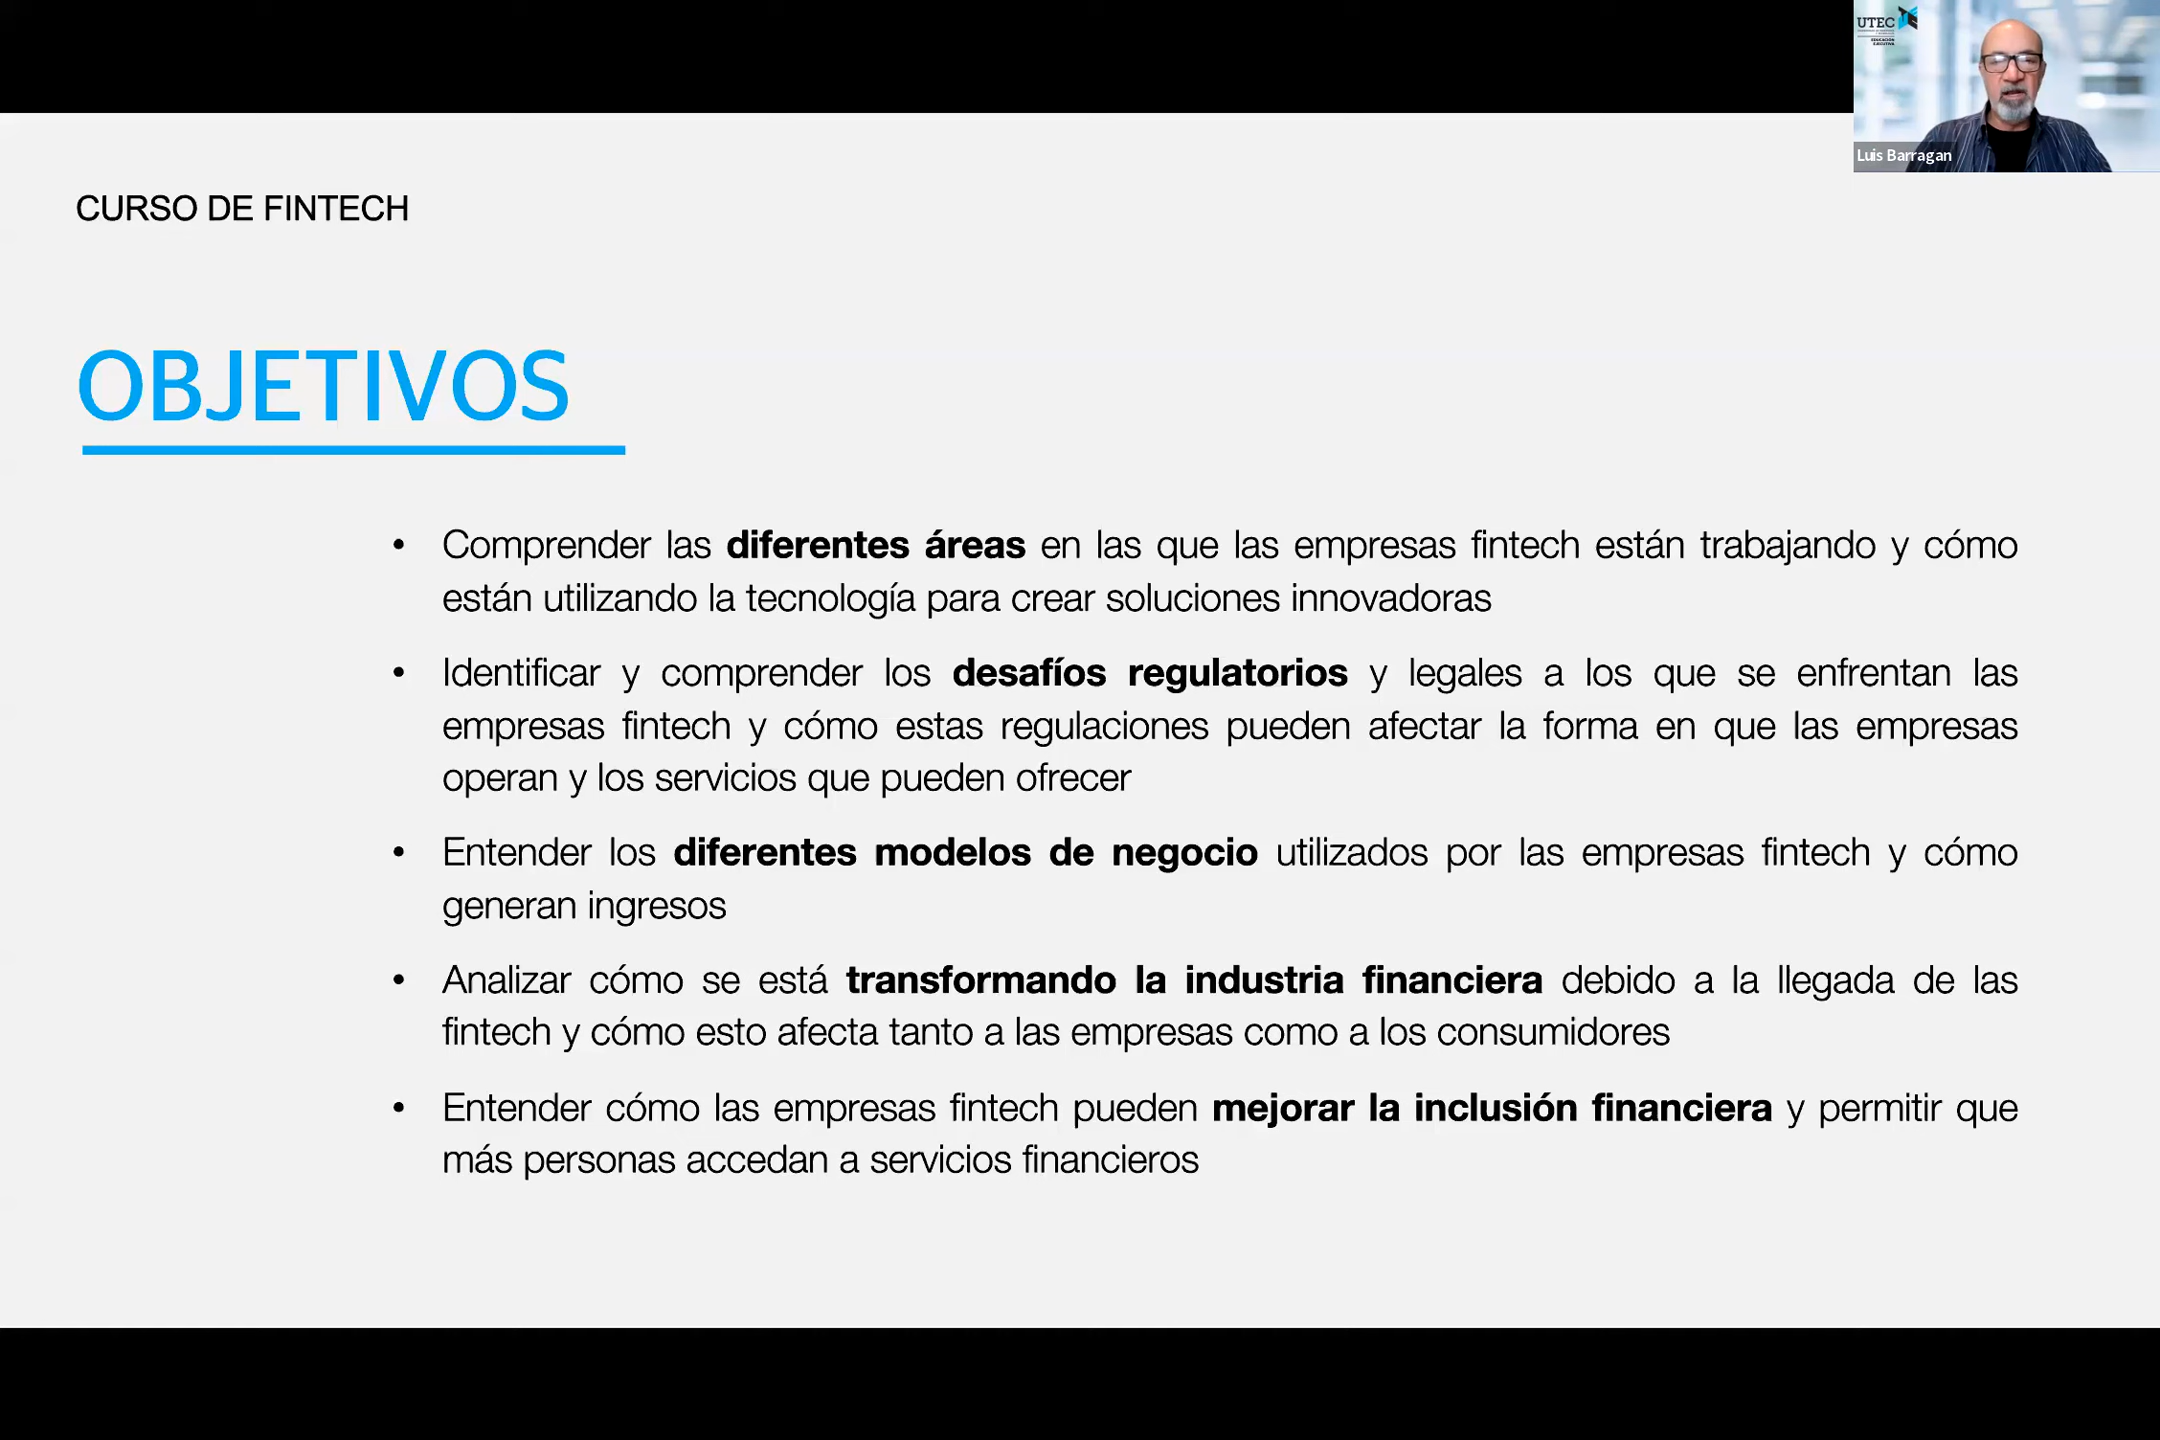 UTEC
EDUCACIÓN
EJECUTIVA
Luis Barragan
CURSO DE FINTECH
OBJETIVOS
• Comprender las diferentes áreas en las que las empresas fintech están trabajando y cómo
están utilizando la tecnología para crear soluciones innovadoras
• Identificar y comprender los desafíos regulatorios y legales a los que se enfrentan las
empresas fintech y cómo estas regulaciones pueden afectar la forma en que las empresas
operan y los servicios que pueden ofrecer
• Entender los diferentes modelos de negocio utilizados por las empresas fintech y cómo
generan ingresos
• Analizar cómo se está transformando la industria financiera debido a la llegada de las
fintech y cómo esto afecta tanto a las empresas como a los consumidores
• Entender cómo las empresas fintech pueden mejorar la inclusión financiera y permitir que
más personas accedan a servicios financieros